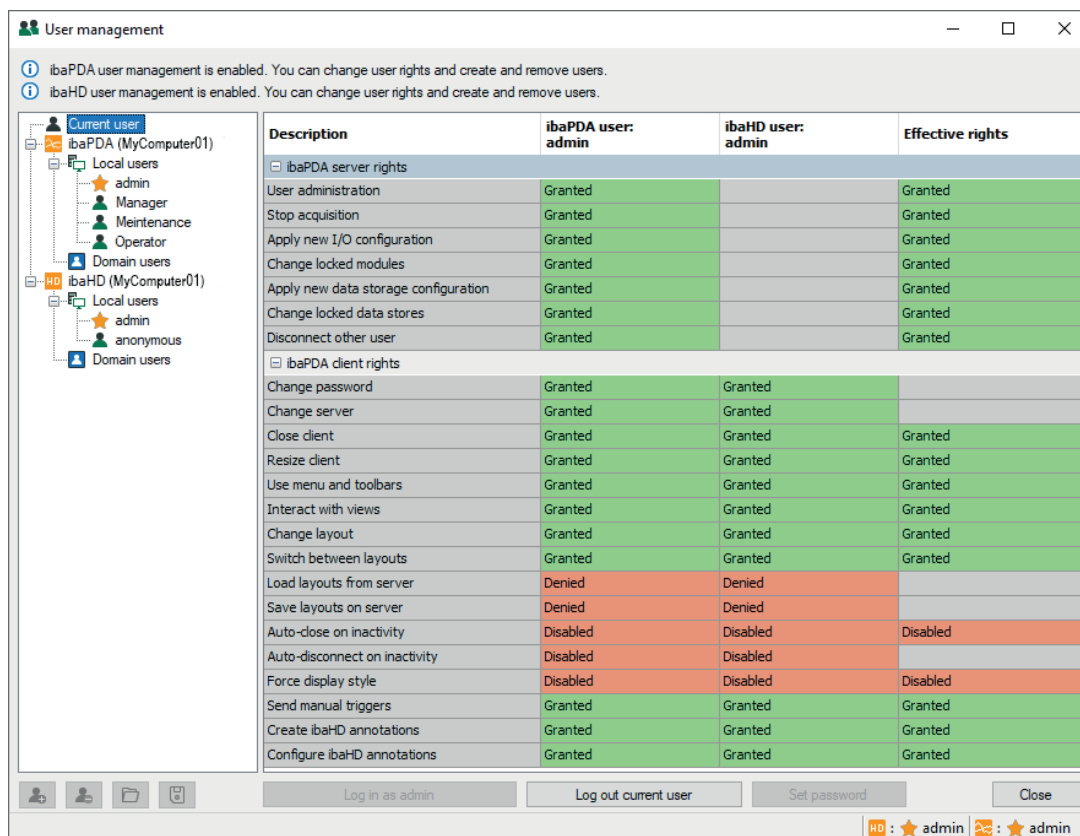 User management
ibaPDA user management is enabled. You can change user rights and create and remove users.
ibaHD user management is enabled. You can change user rights and create and remove users.
Current user
ibaPDA (MyComputer01)
Local users
admin
Manager
Meintenance
Operator
Domain users
HD ibaHD (MyComputer01)
Local users
admin
anonymous
Domain users
Description ibaPDA user: admin ibaHD user: admin Effective rights
ibaPDA server rights
User administration Granted Granted
Stop acquisition Granted Granted
Apply new I/O configuration Granted Granted
Change locked modules Granted Granted
Apply new data storage configuration Granted Granted
Change locked data stores Granted Granted
Disconnect other user Granted Granted
ibaPDA client rights
Change password Granted Granted
Change server Granted Granted
Close client Granted Granted Granted
Resize client Granted Granted Granted
Use menu and toolbars Granted Granted Granted
Interact with views Granted Granted Granted
Change layout Granted Granted Granted
Switch between layouts Granted Granted Granted
Load layouts from server Denied Denied
Save layouts on server Denied Denied
Auto-close on inactivity Disabled Disabled Disabled
Auto-disconnect on inactivity Disabled Disabled
Force display style Disabled Disabled Disabled
Send manual triggers Granted Granted Granted
Create ibaHD annotations Granted Granted Granted
Configure ibaHD annotations Granted Granted Granted
Log in as admin Log out current user Set password Close
HD : admin : admin